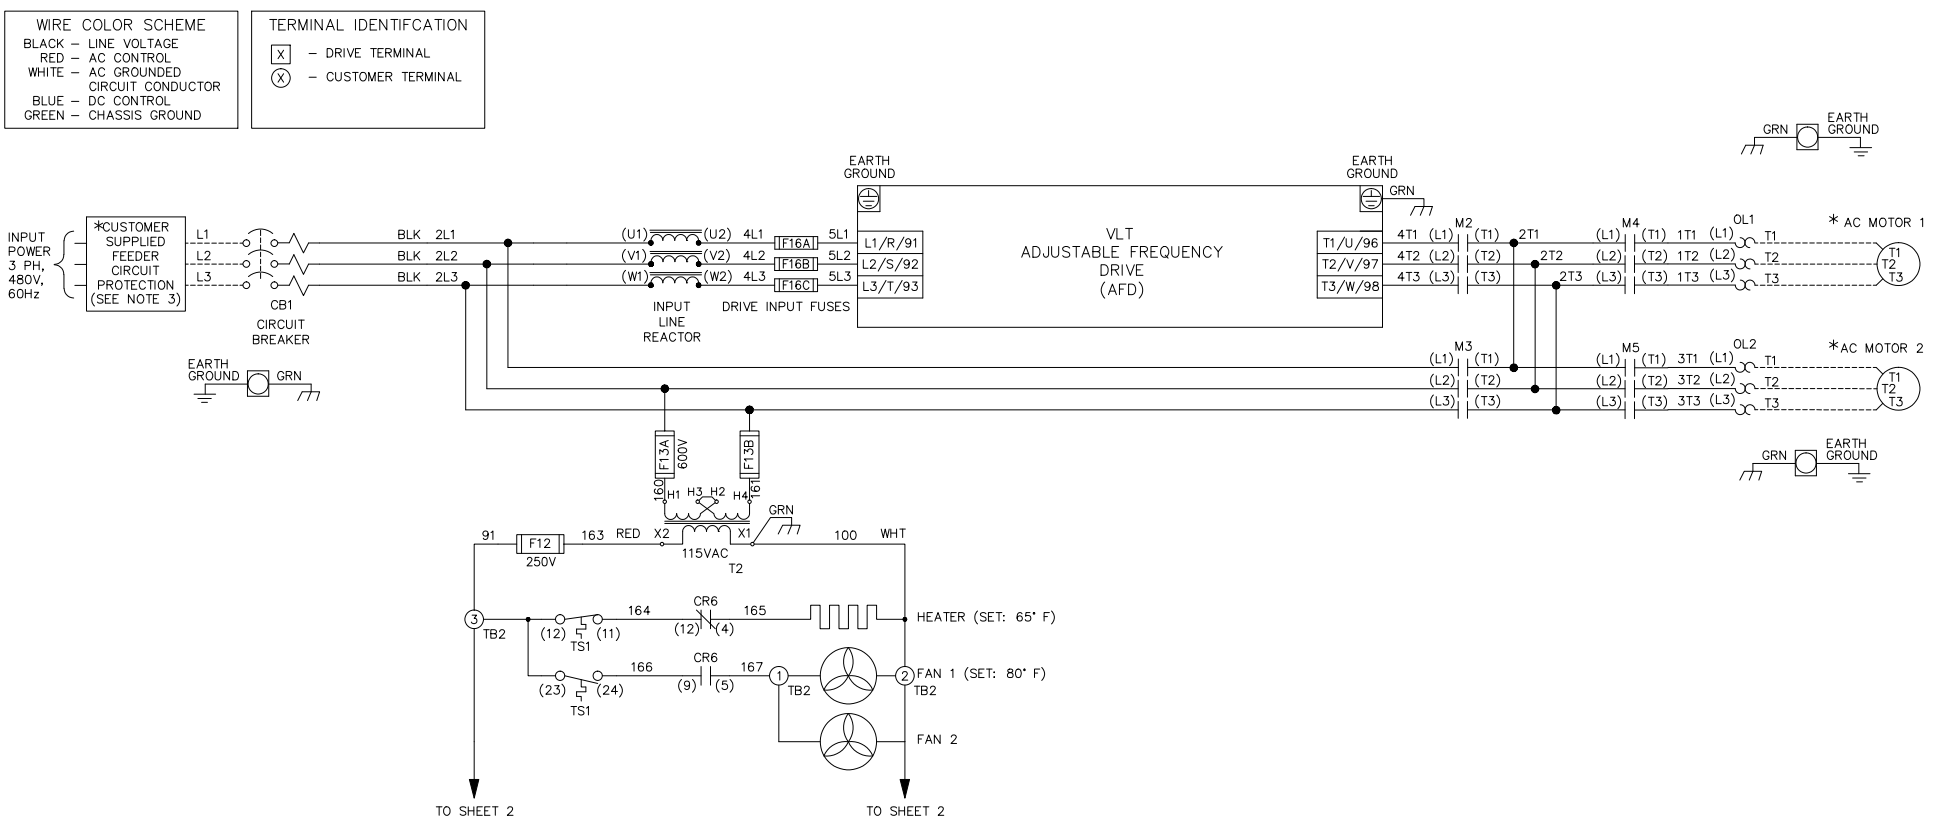 WIRE COLOR SCHEME
BLACK – LINE VOLTAGE
RED – AC CONTROL
WHITE – AC GROUNDED
CIRCUIT CONDUCTOR
BLUE – DC CONTROL
GREEN – CHASSIS GROUND
TERMINAL IDENTIFCATION
X – DRIVE TERMINAL
X – CUSTOMER TERMINAL
GRN
EARTH
GROUND
EARTH
GROUND
EARTH
GROUND
GRN
INPUT
POWER
3 PH,
480V,
60Hz
*CUSTOMER
SUPPLIED
FEEDER
CIRCUIT
PROTECTION
(SEE NOTE 3)
L1
L2
L3
CB1
CIRCUIT
BREAKER
BLK 2L1
BLK 2L2
BLK 2L3
(U1) (U2) 4L1 F16A 5L1 L1/R/91
(V1) (V2) 4L2 F16B 5L2 L2/S/92
(W1) (W2) 4L3 F16C 5L3 L3/T/93
INPUT
LINE
REACTOR
DRIVE INPUT FUSES
VLT
ADJUSTABLE FREQUENCY
DRIVE
(AFD)
M2 M4 OL1 * AC MOTOR 1
T1/U/96 4T1 (L1) (T1) 2T1 (L1) (T1) 1T1 (L1) T1
T2/V/97 4T2 (L2) (T2) 2T2 (L2) (T2) 1T2 (L2) T2
T3/W/98 4T3 (L3) (T3) 2T3 (L3) (T3) 1T3 (L3) T3
T1
T2
T3
M3 M5 OL2 *AC MOTOR 2
(L1) (T1) (L1) (T1) 3T1 (L1) T1
(L2) (T2) (L2) (T2) 3T2 (L2) T2
(L3) (T3) (L3) (T3) 3T3 (L3) T3
T1
T2
T3
EARTH
GROUND
GRN
GRN
EARTH
GROUND
F13A
600V
F13B
160
161
H1 H3 H2 H4
GRN
91 F12 163 RED X2 X1 100 WHT
250V
115VAC
T2
3
TB2
(12) (11)
TS1
164
CR6
(12) (4)
165
HEATER (SET: 65° F)
(23) (24)
TS1
166
CR6
(9) (5)
167
1
TB2
2
TB2
FAN 1 (SET: 80° F)
FAN 2
TO SHEET 2
TO SHEET 2